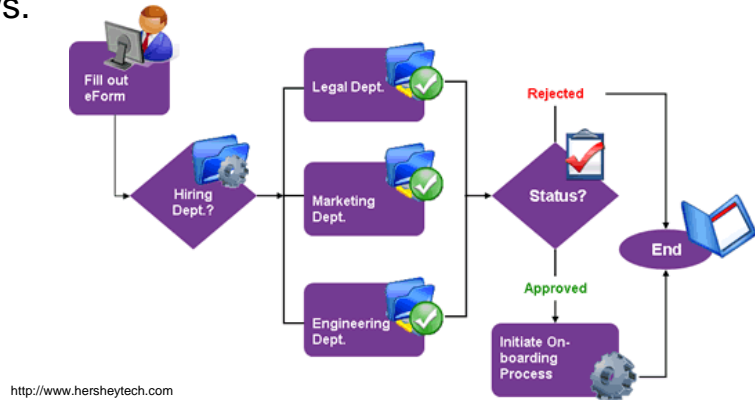 Fill out
eForm
Hiring
Dept.?
Legal Dept.
Marketing
Dept.
Engineering
Dept.
Rejected
Status?
Approved
End
Initiate On-
boarding
Process
http://www.hersheytech.com